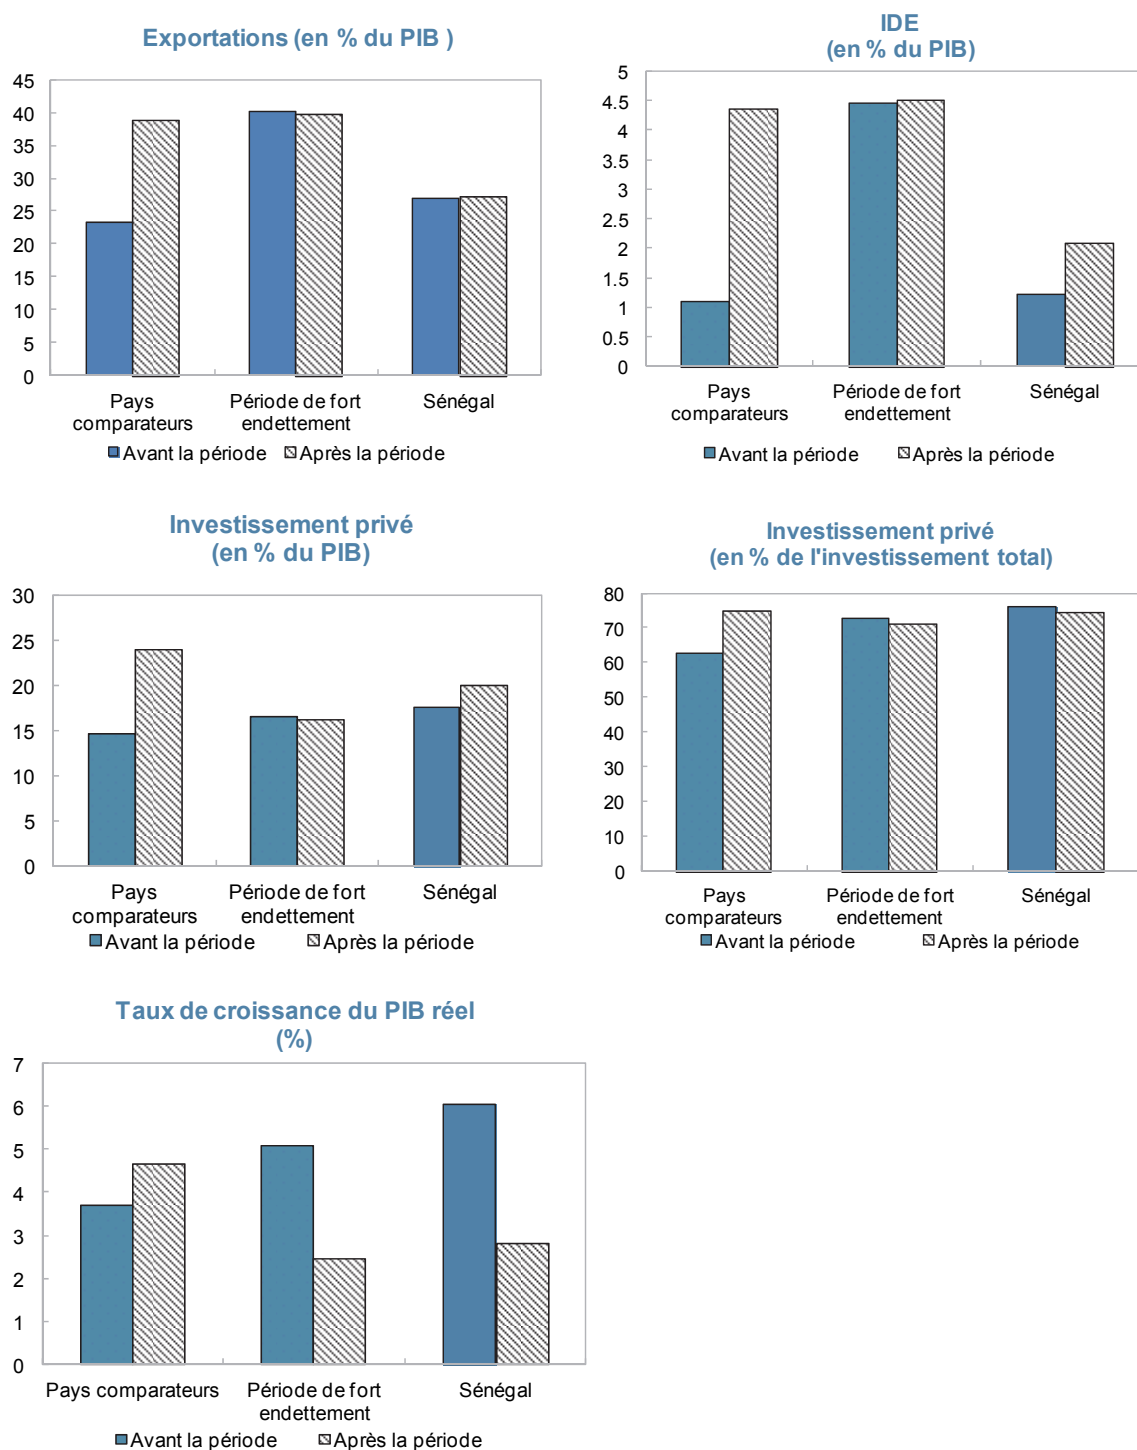 Exportations (en % du PIB )
45
40
35
30
25
20
15
10
5
0
Pays
comparateurs
Période de fort
endettement
Sénégal
Avant la période
Après la période
IDE
(en % du PIB)
5
4.5
4
3.5
3
2.5
2
1.5
1
0.5
0
Pays
comparateurs
Période de fort
endettement
Sénégal
Avant la période
Après la période
Investissement privé
(en % du PIB)
30
25
20
15
10
5
0
Pays
comparateurs
Période de fort
endettement
Sénégal
Avant la période
Après la période
Investissement privé
(en % de l'investissement total)
80
70
60
50
40
30
20
10
0
Pays
comparateurs
Période de fort
endettement
Sénégal
Avant la période
Après la période
Taux de croissance du PIB réel
(%)
7
6
5
4
3
2
1
0
Pays comparateurs
Période de fort
endettement
Sénégal
Avant la période
Après la période